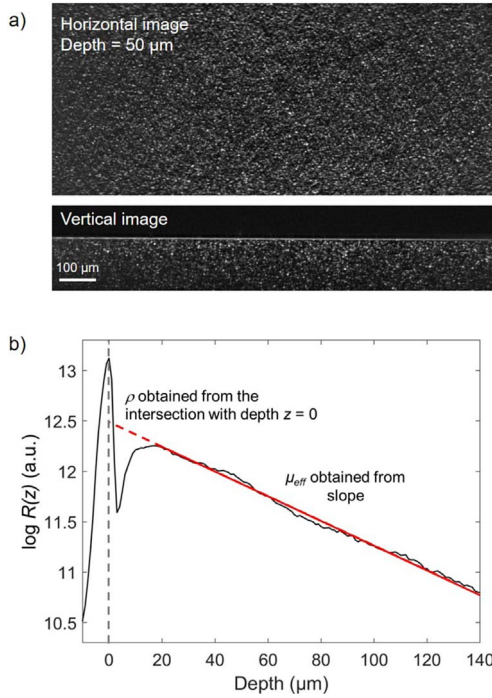 a)
Horizontal image
Depth = 50 µm
Vertical image
100 µm
b)
13
12.5
12
11.5
11
10.5
log R(z) (a.u.)
ρ obtained from the
intersection with depth z = 0
μeff obtained from
slope
0 20 40 60 80 100 120 140
Depth (µm)